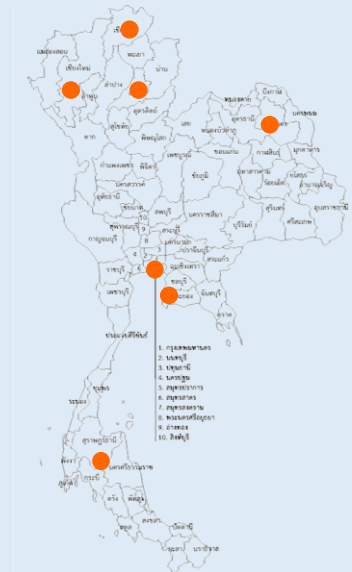 เชียงราย
แม่ฮ่องสอน
เชียงใหม่
พะเยา
น่าน
ลำปาง
ลำพูน
อุตรดิตถ์
ตาก
สุโขทัย
พิษณุโลก
เลย
หนองคาย
บึงกาฬ
อุดรธานี
นครพนม
หนองบัวลำภู
กำแพงเพชร
พิจิตร
เพชรบูรณ์
ขอนแก่น
กาฬสินธุ์
มุกดาหาร
ชัยภูมิ
มหาสารคาม
ร้อยเอ็ด
ยโสธร
อำนาจเจริญ
นครสวรรค์
อุทัยธานี
ชัยนาท
ลพบุรี
นครราชสีมา
บุรีรัมย์
สุรินทร์
ศรีสะเกษ
อุบลราชธานี
สุพรรณบุรี
10
สระบุรี
กาญจนบุรี
9
8
นครนายก
ปราจีนบุรี
สระแก้ว
4
2
3
6
ราชบุรี
ฉะเชิงเทรา
เพชรบุรี
ชลบุรี
ระยอง
จันทบุรี
ตราด
ประจวบคีรีขันธ์
1. กรุงเทพมหานคร
2. นนทบุรี
3. ปทุมธานี
4. นครปฐม
5. สมุทรปราการ
6. สมุทรสาคร
7. สมุทรสงคราม
8. พระนครศรีอยุธยา
9. อ่างทอง
10. สิงห์บุรี
ชุมพร
ระนอง
สุราษฎร์ธานี
พังงา
นครศรีธรรมราช
กระบี่
ภูเก็ต
ตรัง
พัทลุง
สตูล
สงขลา
ปัตตานี
ยะลา
นราธิวาส